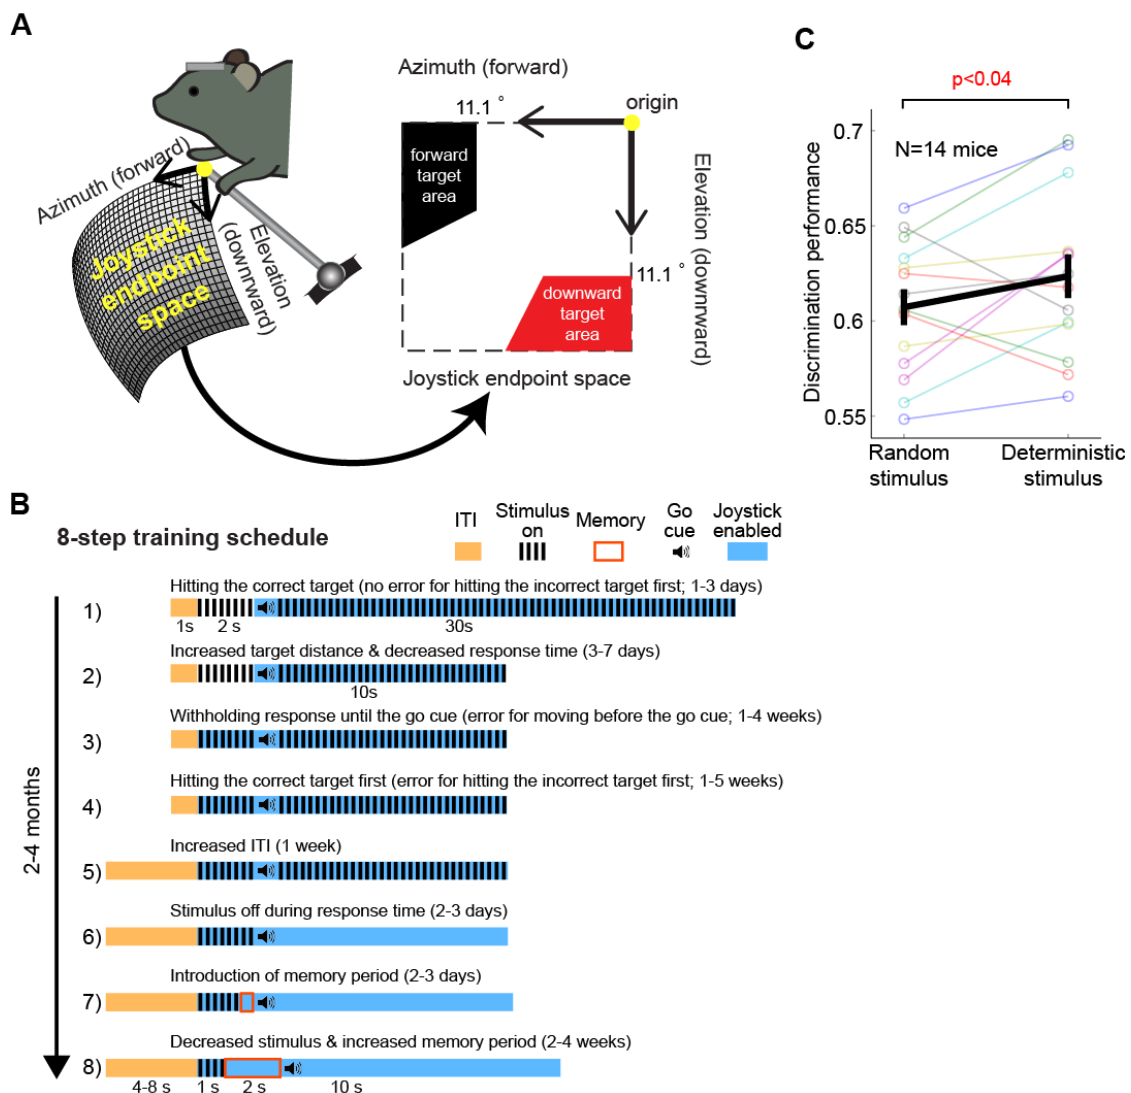 A
Azimuth (forward)
Elevation
(downrward)
Joystick
endpoint
space
Azimuth (forward)
11.1 °
origin
forward
target
area
Elevation (downrward)
11.1 °
downward
target
area
Joystick endpoint space
C
p<0.04
N=14 mice
Discrimination performance
0.7
0.65
0.6
0.55
Random
stimulus
Deterministic
stimulus
B
8-step training schedule
ITI
Stimulus
on
Memory
Go
cue
Joystick
enabled
2-4 months
Hitting the correct target (no error for hitting the incorrect target first; 1-3 days)
1)
1s
2 s
30s
Increased target distance & decreased response time (3-7 days)
2)
10s
Withholding response until the go cue (error for moving before the go cue; 1-4 weeks)
3)
Hitting the correct target first (error for hitting the incorrect target first; 1-5 weeks)
4)
Increased ITI (1 week)
5)
Stimulus off during response time (2-3 days)
6)
Introduction of memory period (2-3 days)
7)
Decreased stimulus & increased memory period (2-4 weeks)
8)
4-8 s
1 s
2 s
10 s